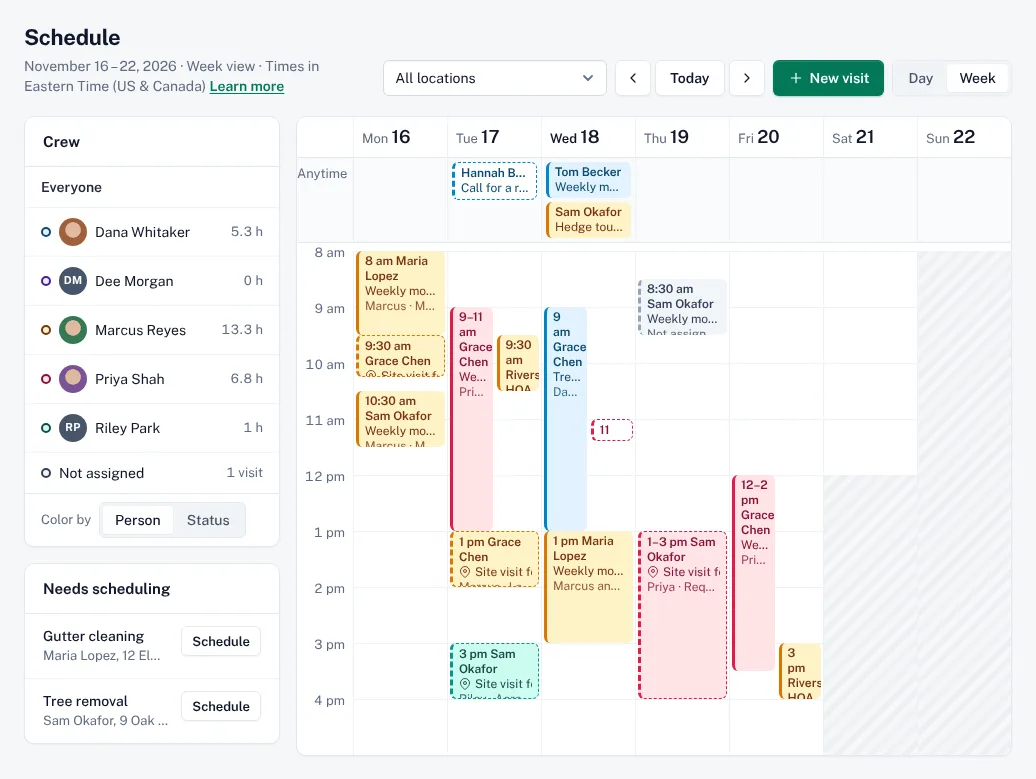 Schedule
November 16 – 22, 2026 · Week view · Times in
Eastern Time (US & Canada) Learn more
All locations
Today
+ New visit
Day
Week
Crew
Everyone
Dana Whitaker 5.3 h
DM Dee Morgan 0 h
Marcus Reyes 13.3 h
Priya Shah 6.8 h
RP Riley Park 1 h
Not assigned 1 visit
Color by Person Status
Needs scheduling
Gutter cleaning
Maria Lopez, 12 El...
Schedule
Tree removal
Sam Okafor, 9 Oak ...
Schedule
Mon 16 Tue 17 Wed 18 Thu 19 Fri 20 Sat 21 Sun 22
Anytime
Hannah B...
Call for a r...
Tom Becker
Weekly m...
Sam Okafor
Hedge tou...
8 am
9 am
10 am
11 am
12 pm
1 pm
2 pm
3 pm
4 pm
8 am Maria
Lopez
Weekly mo...
Marcus · M...
9:30 am
Grace Chen
Site visit f
10:30 am
Sam Okafor
Weekly mo...
Marcus · M
9–11
am
Grace
Chen
We...
Pri...
9:30
am
Rivers
HOA
1 pm Grace
Chen
Site visit f
3 pm Sam
Okafor
Site visit f
9
am
Grace
Chen
Tre...
Da...
11
1 pm Maria
Lopez
Weekly mo...
Marcus an...
8:30 am
Sam Okafor
Weekly mo...
Not assign
1–3 pm Sam
Okafor
Site visit f
Priya · Req...
12–2
pm
Grace
Chen
We...
Pri...
3
pm
Rivers
HOA